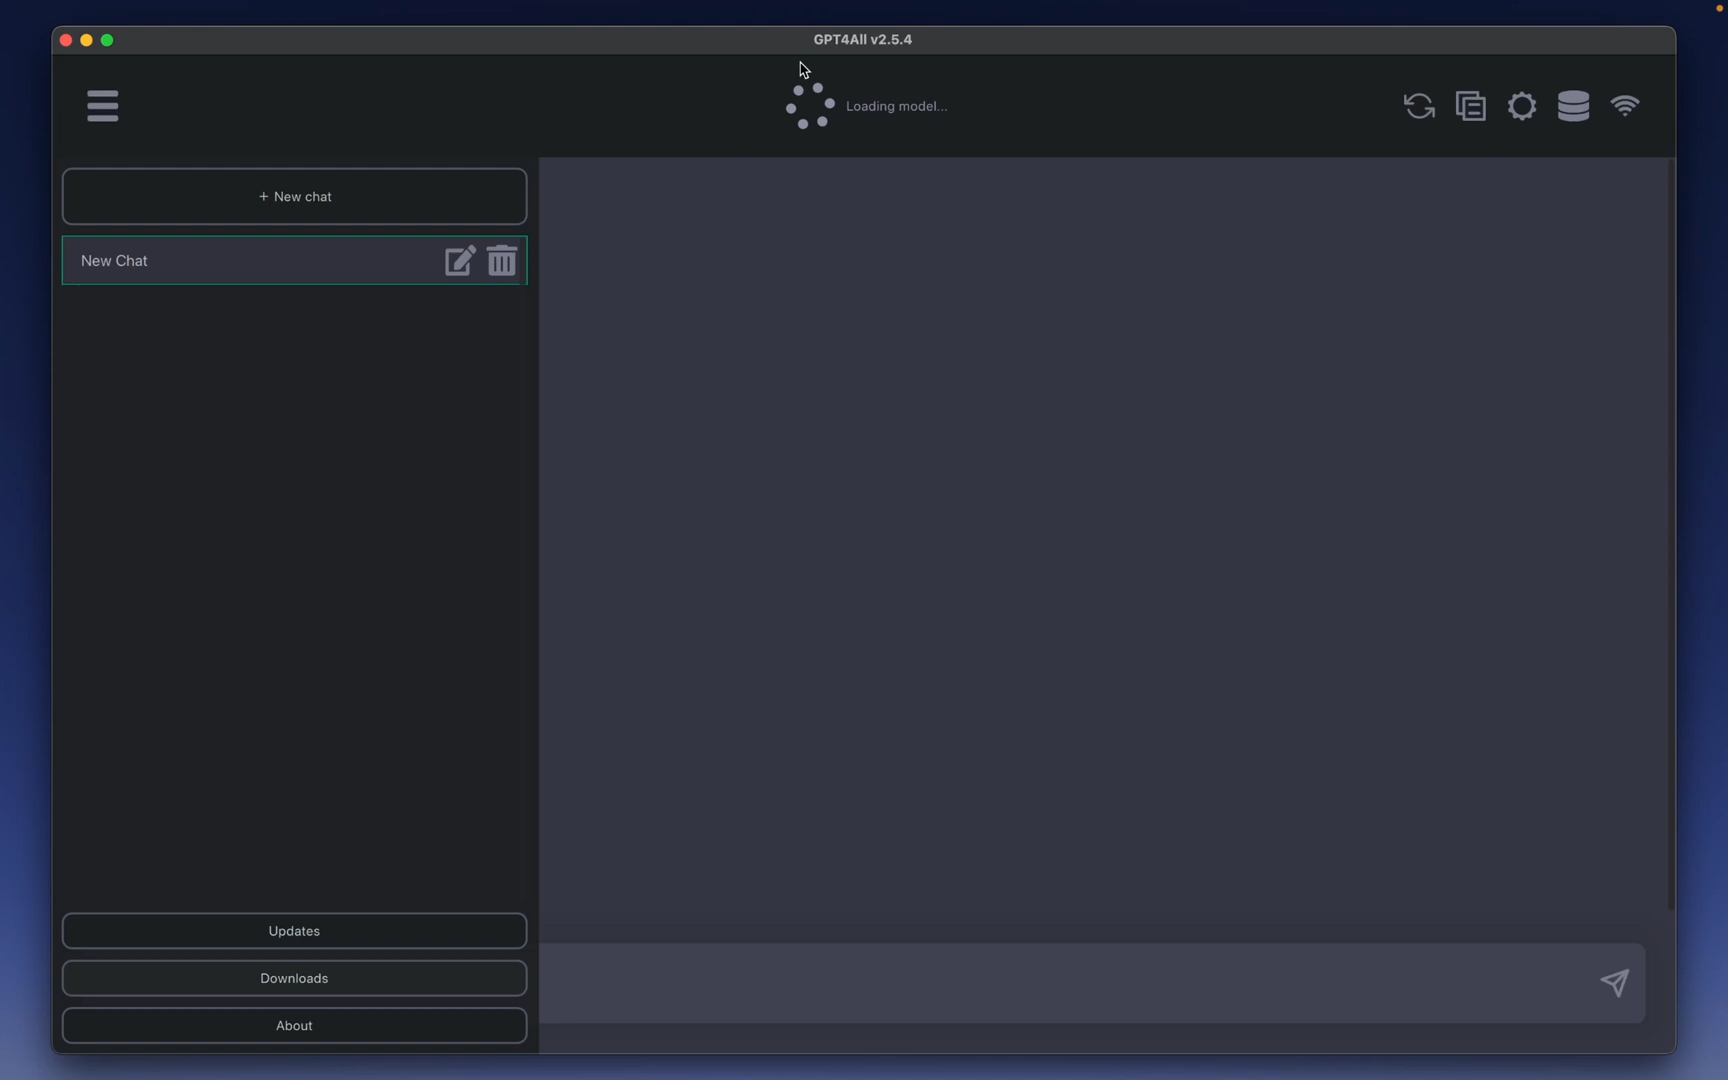 GPT4All v2.5.4
Loading model...
+ New chat
New Chat
Updates
Downloads
About